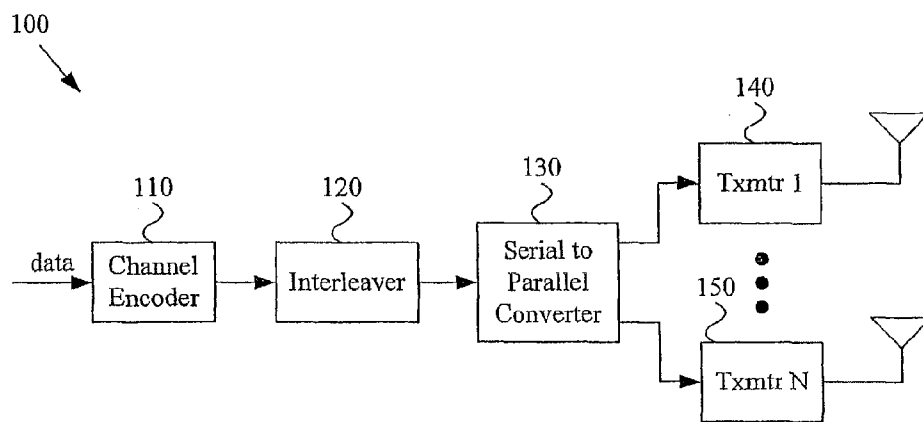 100
140
110
120
130
Txmtr 1
data
Channel
Encoder
Interleaver
Serial to
Parallel
Converter
150
Txmtr N